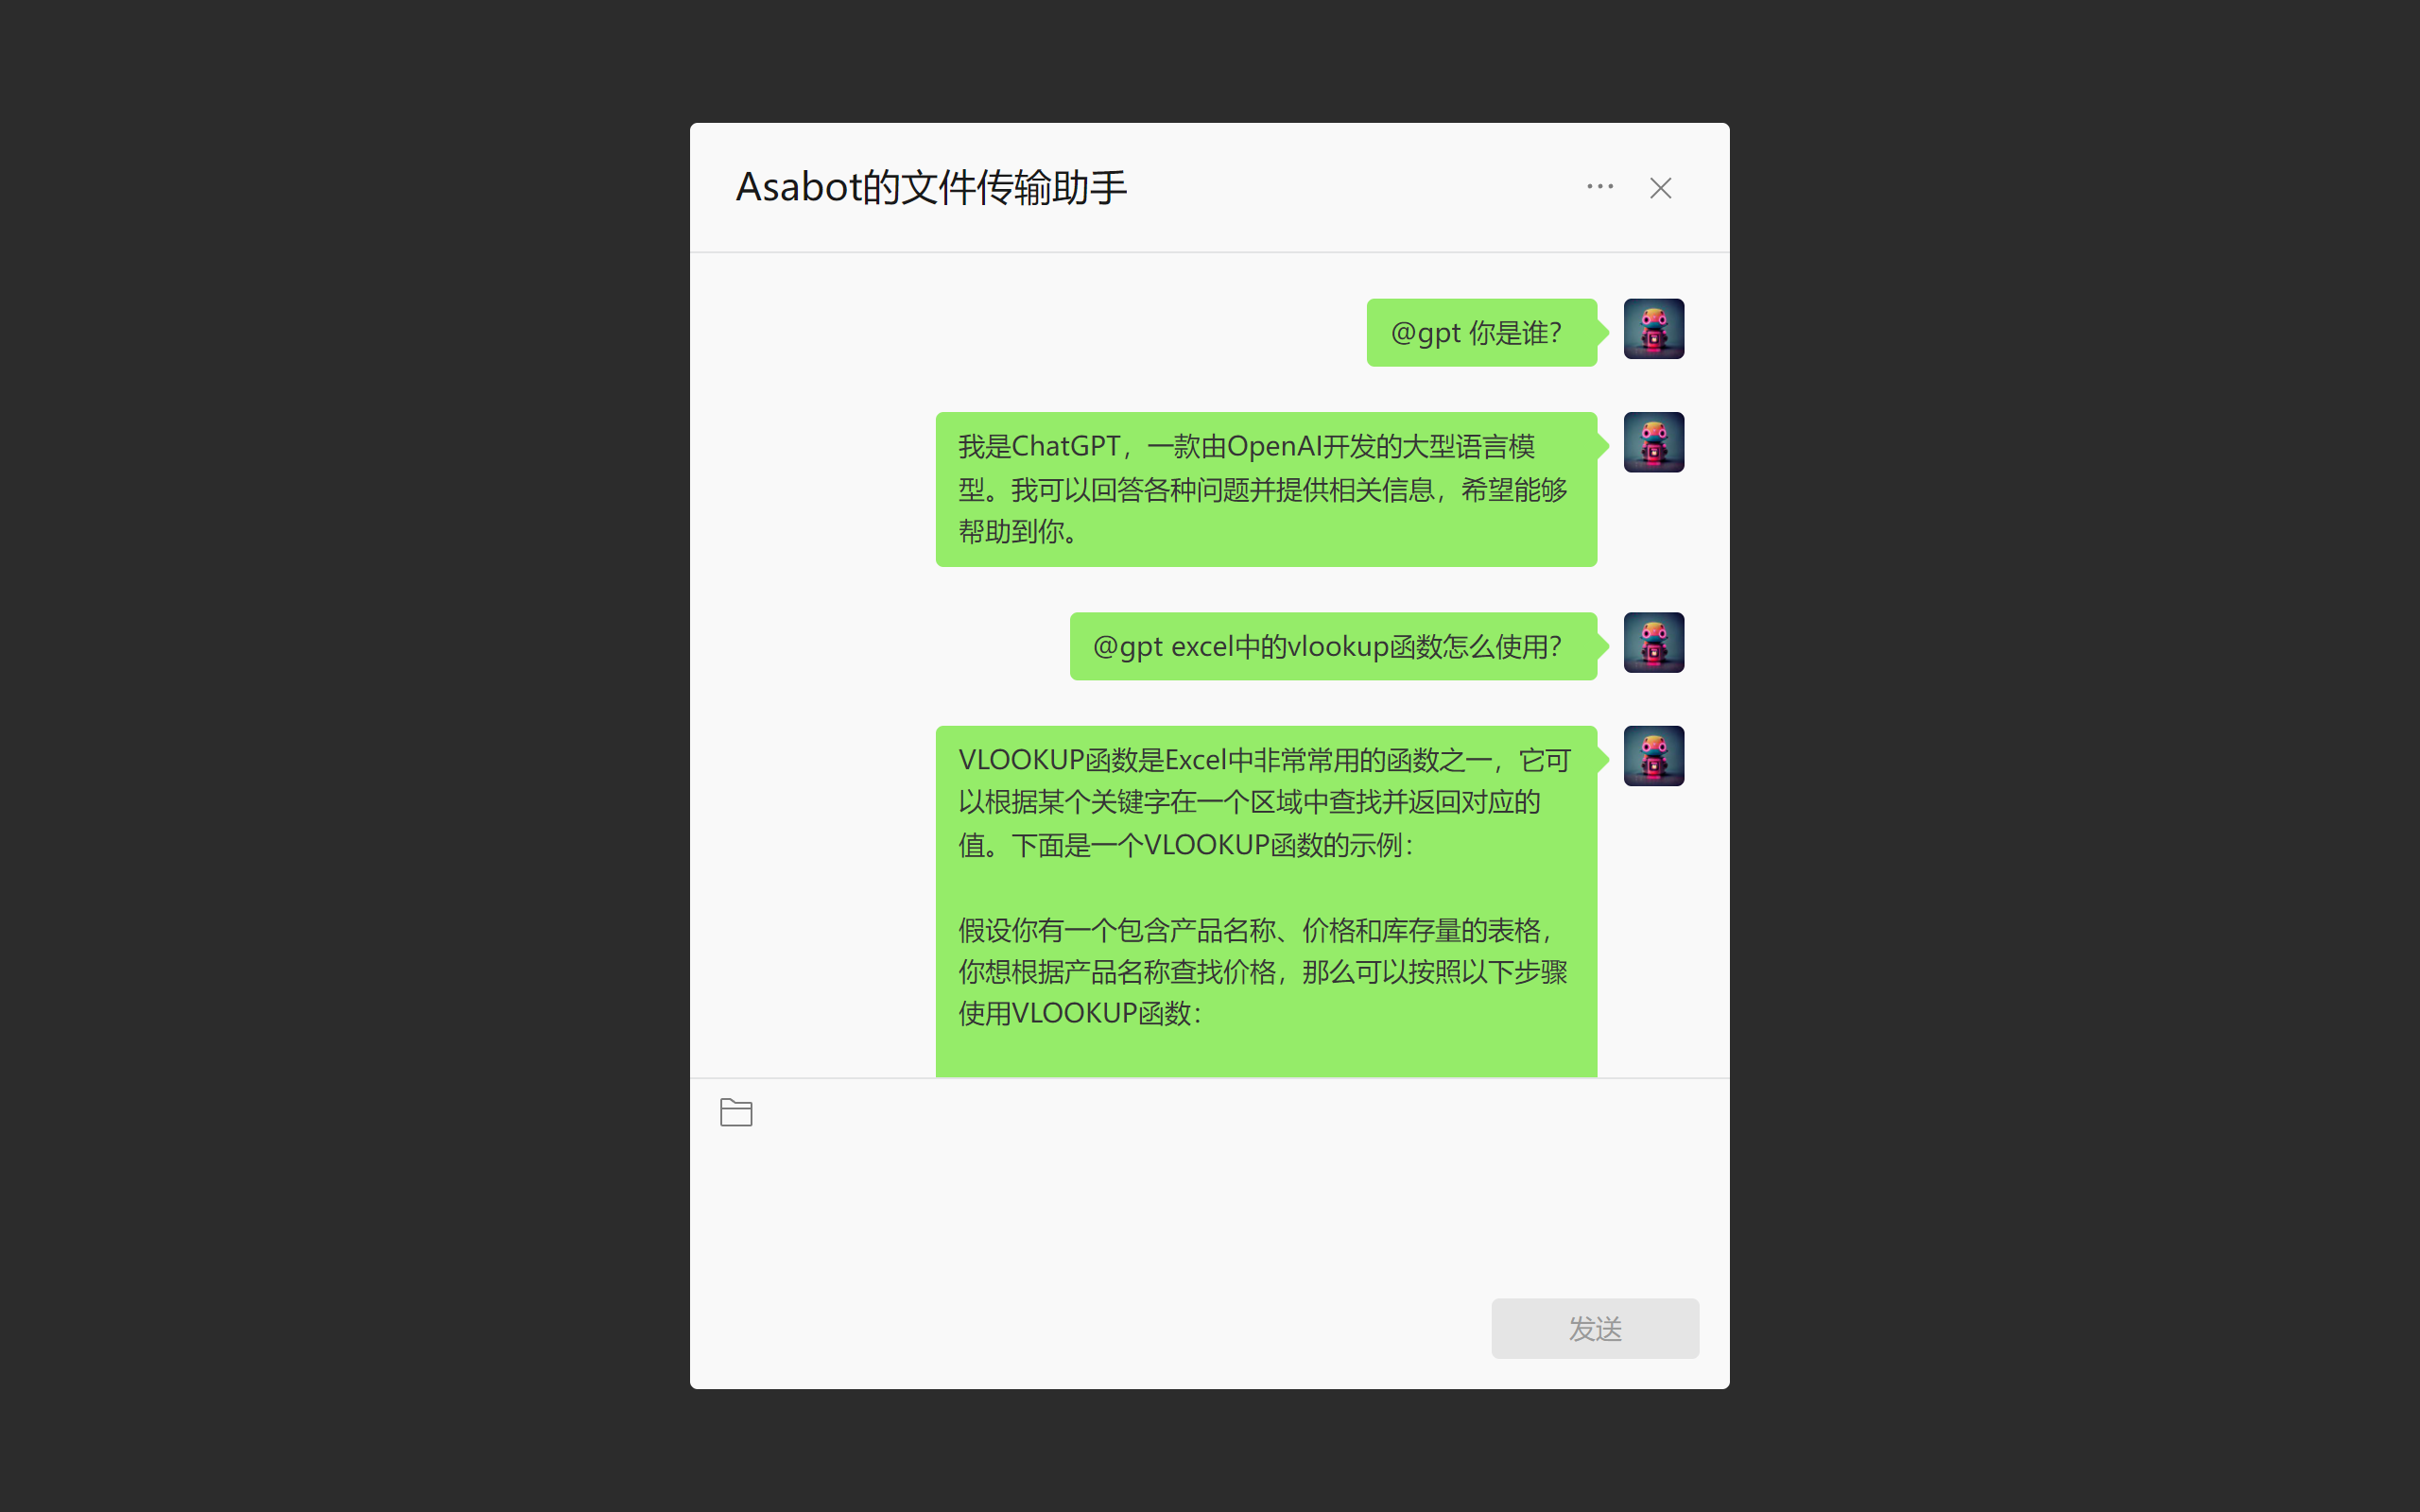 Asabot的文件传输助手
@gpt 你是谁？
我是ChatGPT，一款由OpenAI开发的大型语言模
型。我可以回答各种问题并提供相关信息，希望能够
帮助到你。
@gpt excel中的vlookup函数怎么使用？
VLOOKUP函数是Excel中非常常用的函数之一，它可
以根据某个关键字在一个区域中查找并返回对应的
值。下面是一个VLOOKUP函数的示例：
假设你有一个包含产品名称、价格和库存量的表格，
你想根据产品名称查找价格，那么可以按照以下步骤
使用VLOOKUP函数：
发送